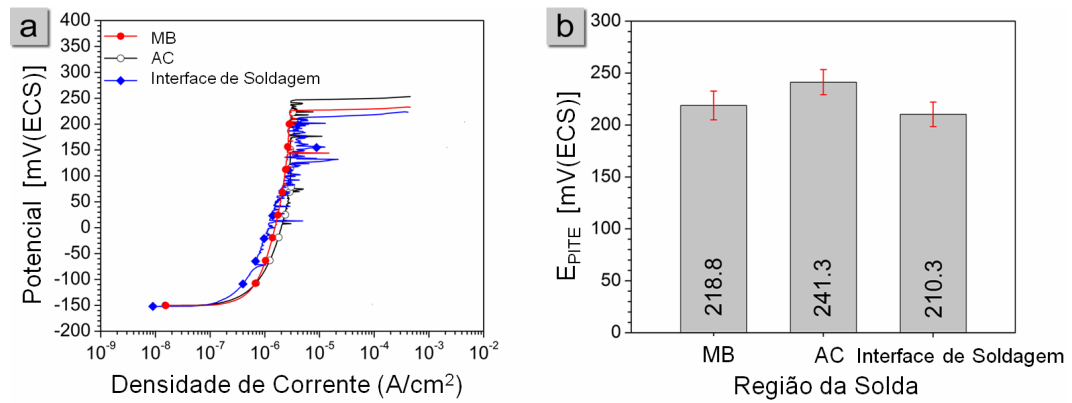 a
400
350
300
250
200
150
100
50
0
-50
-100
-150
-200
Potencial [mV(ECS)]
MB
AC
Interface de Soldagem
10-9
10-8
10-7
10-6
10-5
10-4
10-3
10-2
Densidade de Corrente (A/cm2)
b
300
250
200
150
100
50
0
EPITE [mV(ECS)]
218.8
241.3
210.3
MB
AC
Interface de Soldagem
Região da Solda